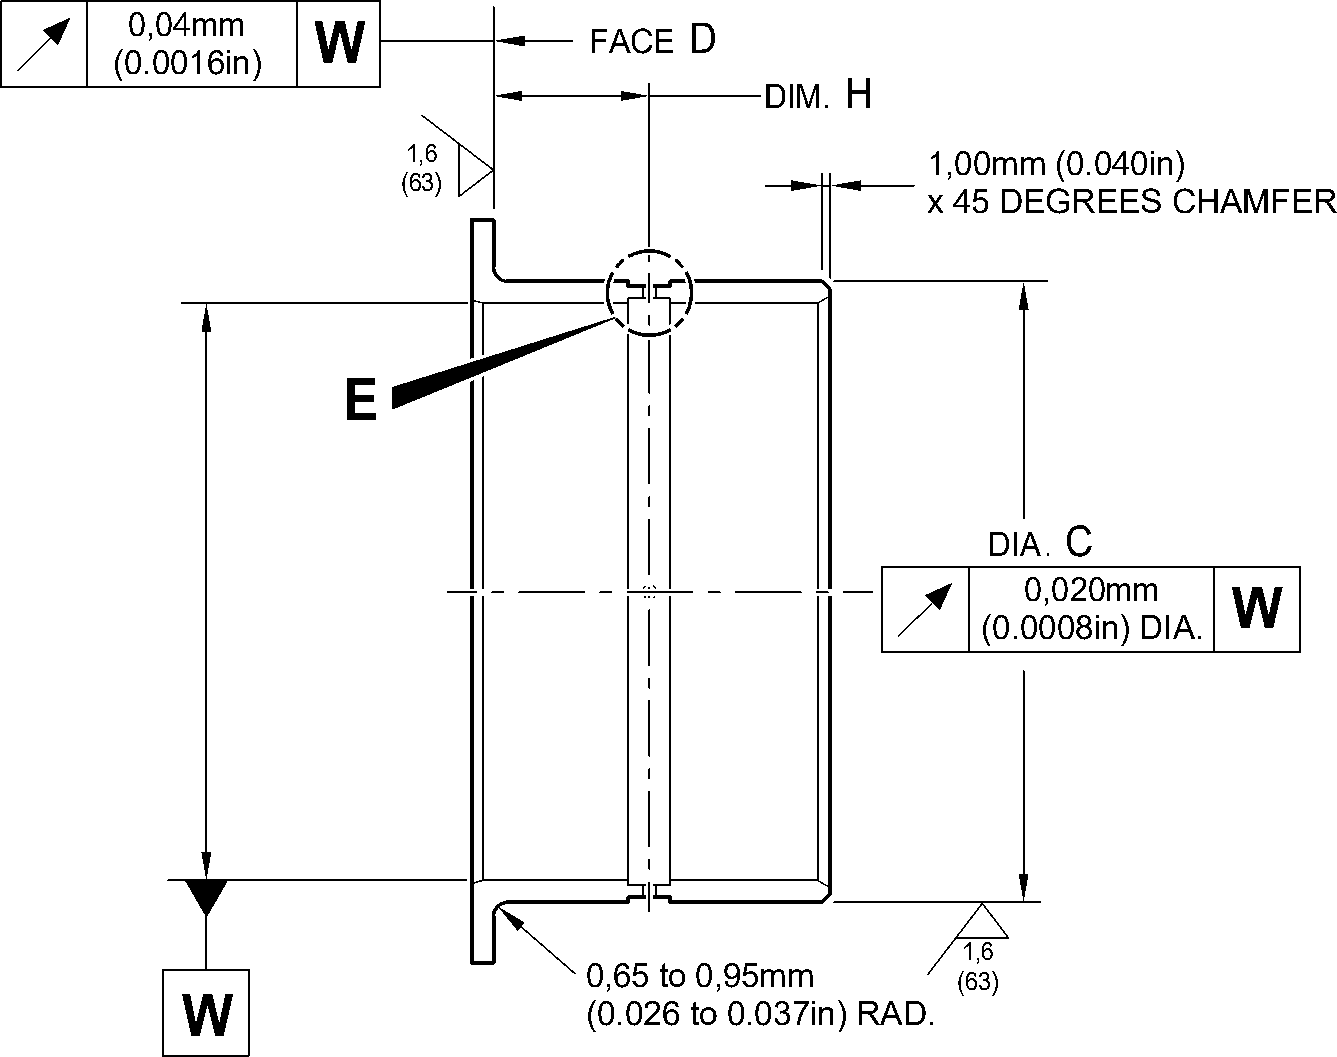 0,04mm
(0.0016in)
W
FACE D
DIM. H
1,6
(63)
1,00mm (0.040in)
x 45 DEGREES CHAMFER
E
DIA. C
0,020mm
(0.0008in) DIA.
W
0,65 to 0,95mm
(0.026 to 0.037in) RAD.
1,6
(63)
W